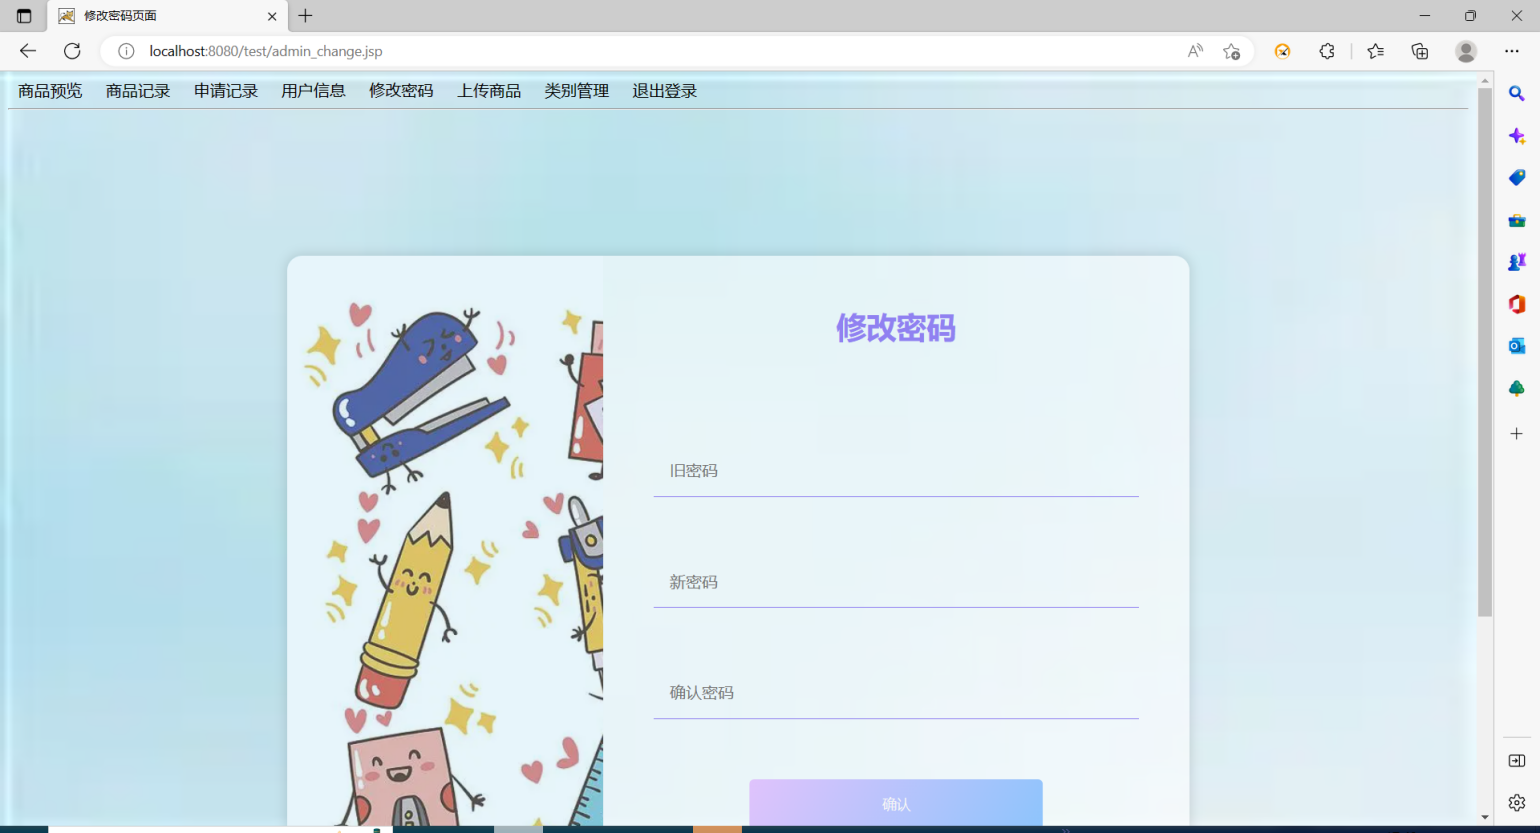 修改密码页面
localhost:8080/test/admin_change.jsp
商品预览 商品记录 申请记录 用户信息 修改密码 上传商品 类别管理 退出登录
修改密码
旧密码
新密码
确认密码
确认